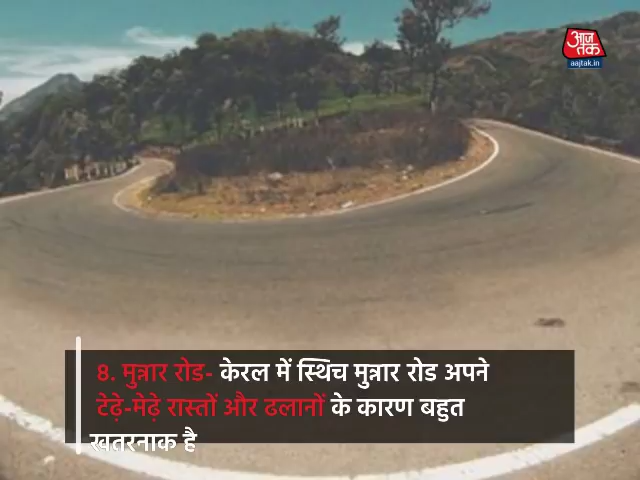 आज
तक
aajtak.in
8. मुन्नार रोड- केरल में स्थिच मुन्नार रोड अपने
टेढ़े-मेढ़े रास्तों और ढलानों के कारण बहुत
खतरनाक है